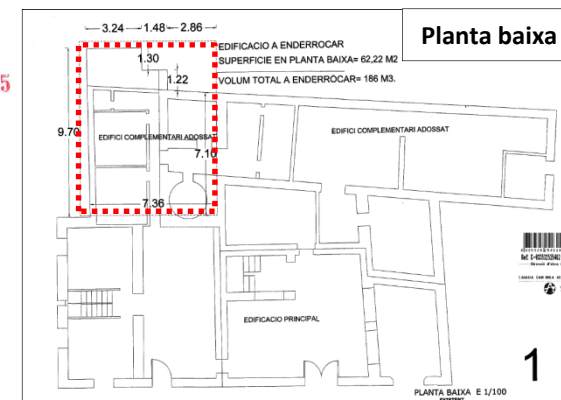 Planta baixa
3.24 1.48 2.86
EDIFICACIO A ENDERROCAR
SUPERFICIE EN PLANTA BAIXA= 62,22 M2
VOLUM TOTAL A ENDERROCAR= 186 M3.
1.30
1.22
5
9.70
EDIFICI COMPLEMENTARI ADOSSAT
EDIFICI COMPLEMENTARI ADOSSAT
7.10
7.36
EDIFICACIO PRINCIPAL
1
PLANTA BAIXA E 1/100